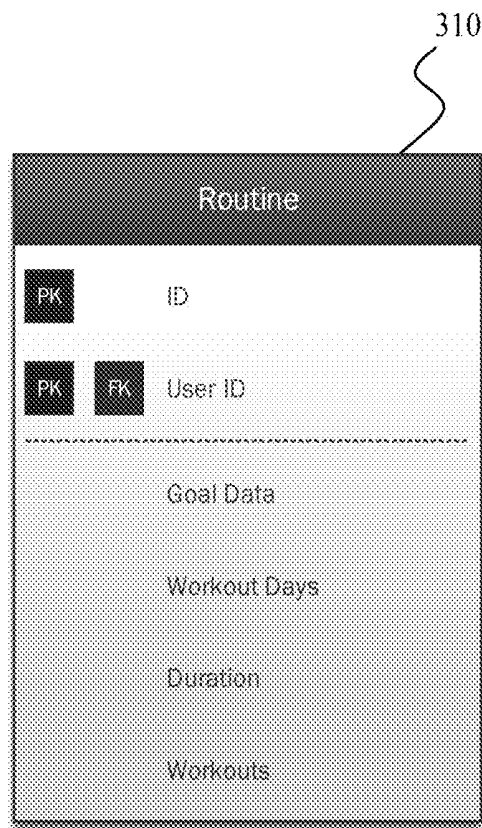 310
Routine
PK ID
PK FK User ID
Goal Data
Workout Days
Duration
Workouts